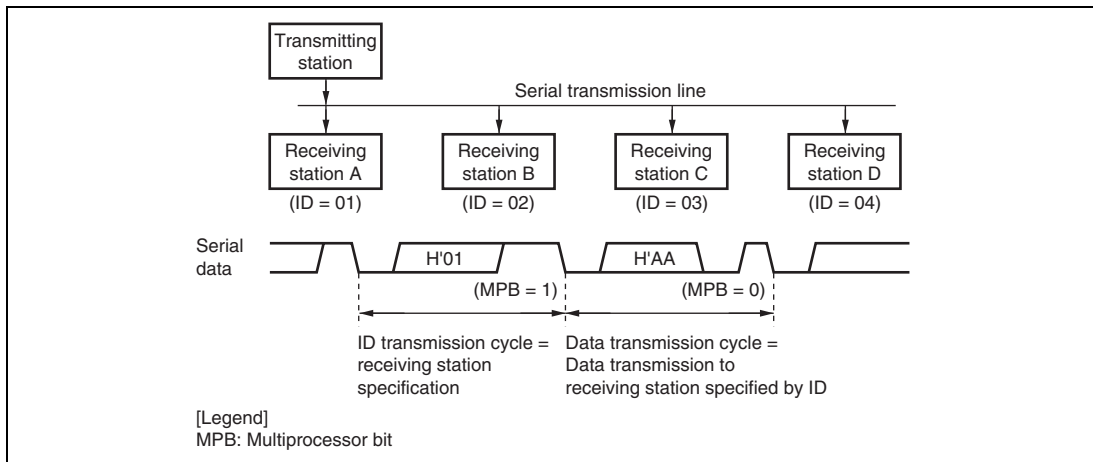 Transmitting
station
Serial transmission line
Receiving
station A
Receiving
station B
Receiving
station C
Receiving
station D
(ID = 01)
(ID = 02)
(ID = 03)
(ID = 04)
Serial
data
H'01
H'AA
(MPB = 1)
(MPB = 0)
ID transmission cycle =
receiving station
specification
Data transmission cycle =
Data transmission to
receiving station specified by ID
[Legend]
MPB: Multiprocessor bit